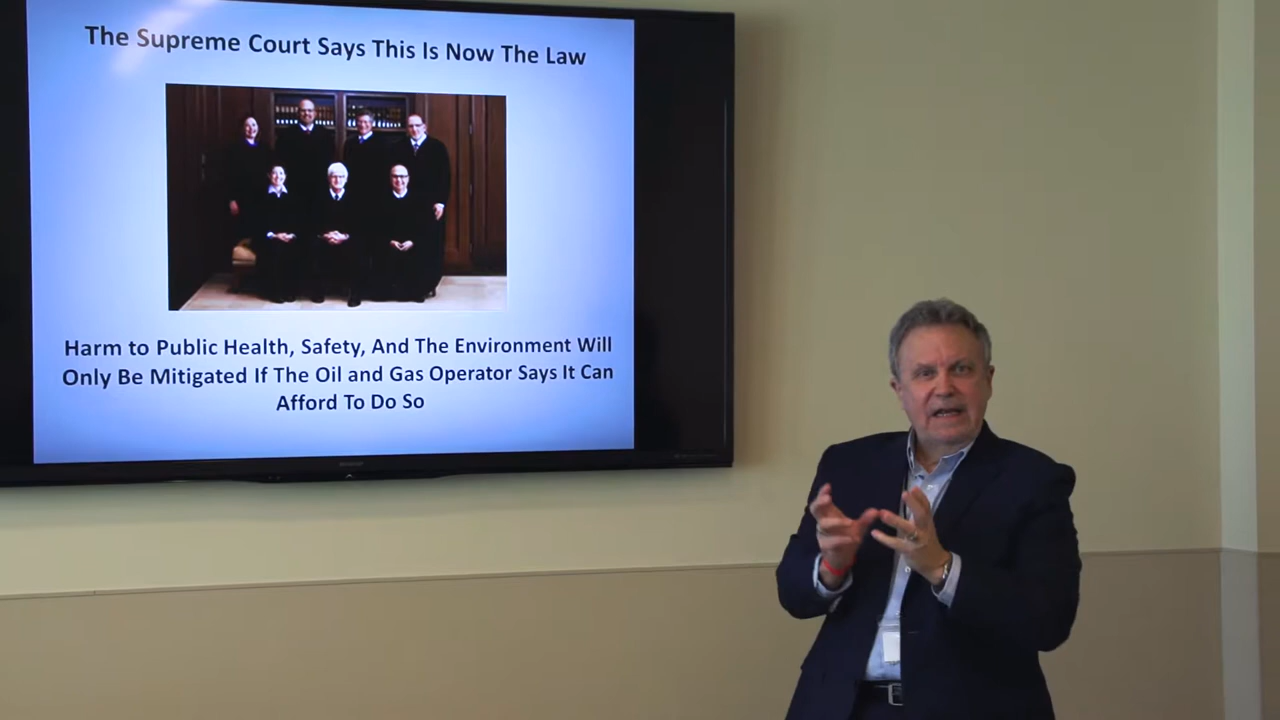 The Supreme Court Says This Is Now The Law
Harm to Public Health, Safety, And The Environment Will
Only Be Mitigated If The Oil and Gas Operator Says It Can
Afford To Do So